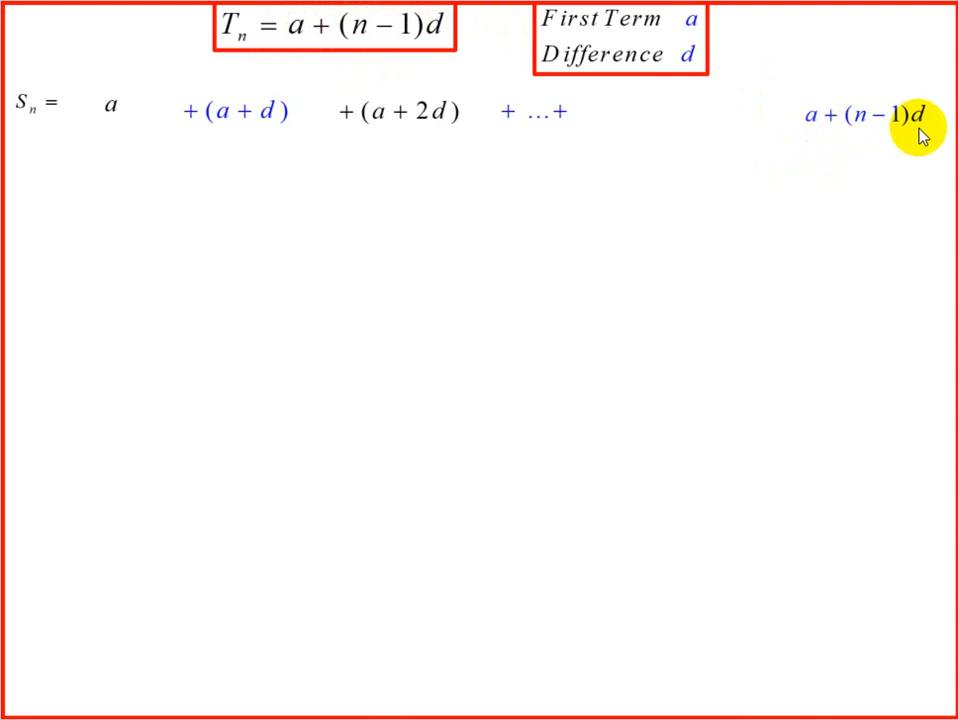 Tₙ = a + (n − 1)d
First Term a
Difference d
Sₙ = a + (a + d) + (a + 2d) + ...+ a + (n − 1)d